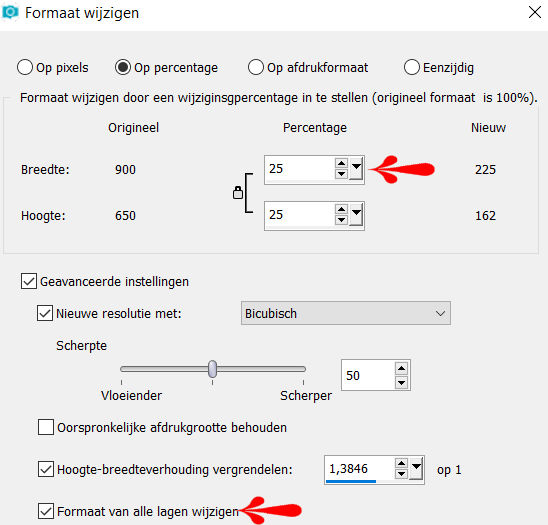 Formaat wijzigen
Op pixels Op percentage Op afdrukformaat Eenzijdig
Formaat wijzigen door een wijziginsgpercentage in te stellen (origineel formaat is 100%).
Origineel Percentage Nieuw
Breedte: 900 25 225
Hoogte: 650 25 162
Geavanceerde instellingen
Nieuwe resolutie met: Bicubisch
Scherpte
50
Vloeiender Scherper
Oorspronkelijke afdrukgrootte behouden
Hoogte-breedteverhouding vergrendelen: 1,3846 op 1
Formaat van alle lagen wijzigen